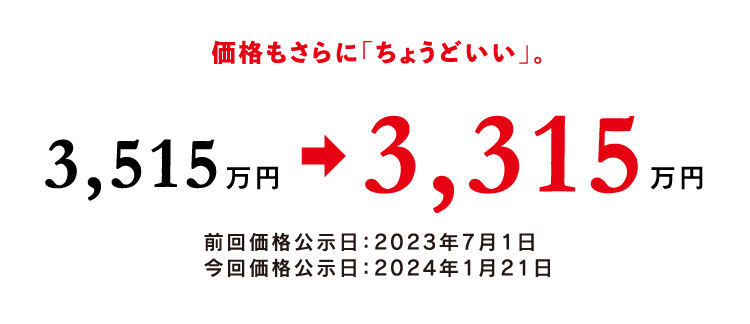 価格もさらに「ちょうどいい」。
3,515万円 ➡ 3,315万円
前回価格公示日：2023年7月1日
今回価格公示日：2024年1月21日